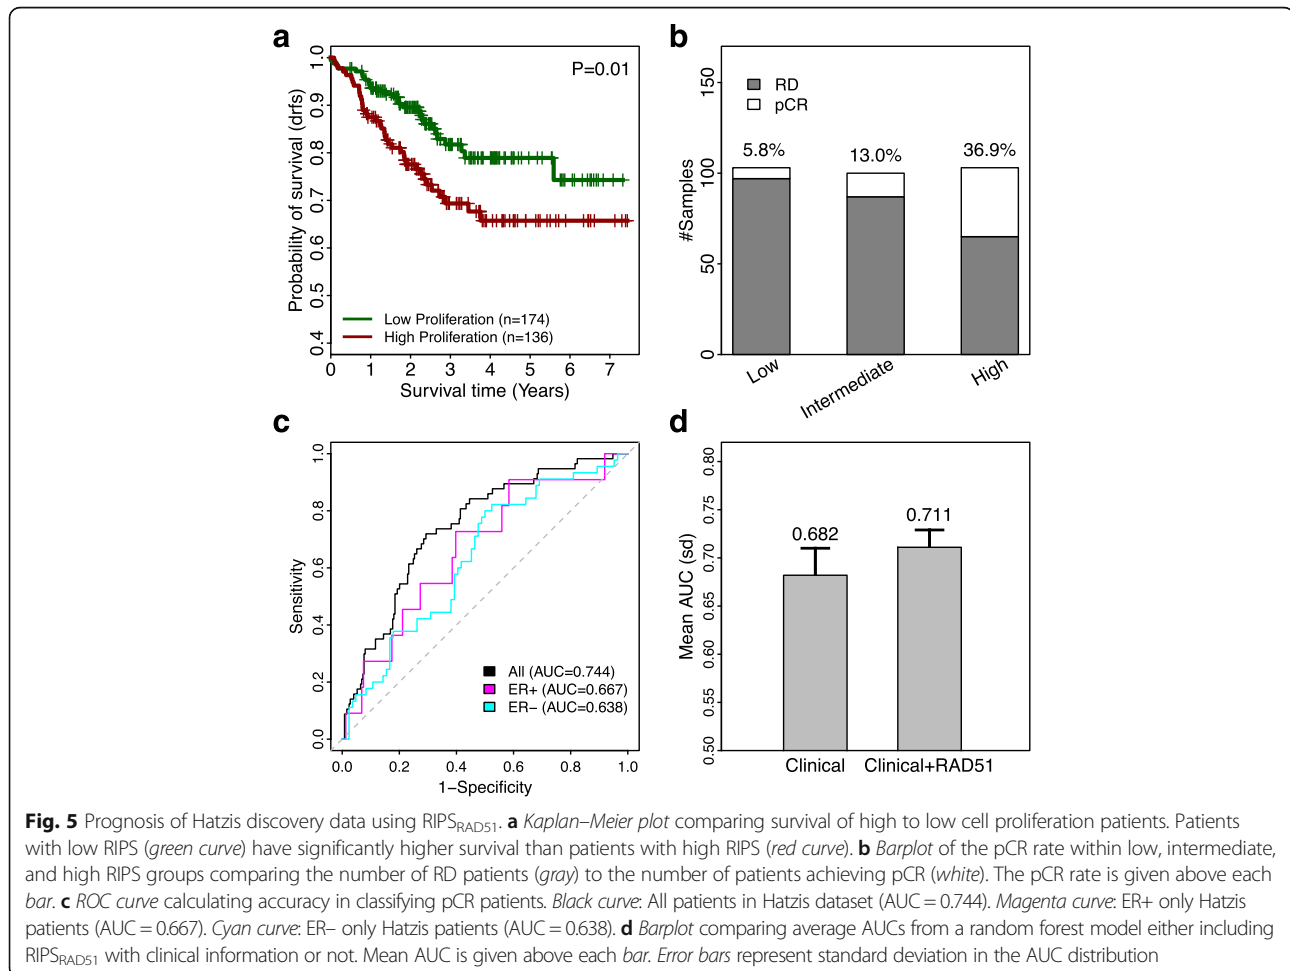 a
P=0.01
Probability of survival (drfs)
1.0
0.9
0.8
0.7
0.6
0.5
0.4
Low Proliferation (n=174)
High Proliferation (n=136)
0 1 2 3 4 5 6 7
Survival time (Years)
b
RD
pCR
#Samples
150
100
50
0
5.8%
13.0%
36.9%
Low
Intermediate
High
c
Sensitivity
1.0
0.8
0.6
0.4
0.2
0.0
All (AUC=0.744)
ER+ (AUC=0.667)
ER− (AUC=0.638)
0.0 0.2 0.4 0.6 0.8 1.0
1−Specificity
d
Mean AUC (sd)
0.80
0.75
0.70
0.65
0.60
0.55
0.50
0.682
0.711
Clinical
Clinical+RAD51
Fig. 5 Prognosis of Hatzis discovery data using RIPSRAD51. a Kaplan–Meier plot comparing survival of high to low cell proliferation patients. Patients
with low RIPS (green curve) have significantly higher survival than patients with high RIPS (red curve). b Barplot of the pCR rate within low, intermediate,
and high RIPS groups comparing the number of RD patients (gray) to the number of patients achieving pCR (white). The pCR rate is given above each
bar. c ROC curve calculating accuracy in classifying pCR patients. Black curve: All patients in Hatzis dataset (AUC = 0.744). Magenta curve: ER+ only Hatzis
patients (AUC = 0.667). Cyan curve: ER– only Hatzis patients (AUC = 0.638). d Barplot comparing average AUCs from a random forest model either including
RIPSRAD51 with clinical information or not. Mean AUC is given above each bar. Error bars represent standard deviation in the AUC distribution